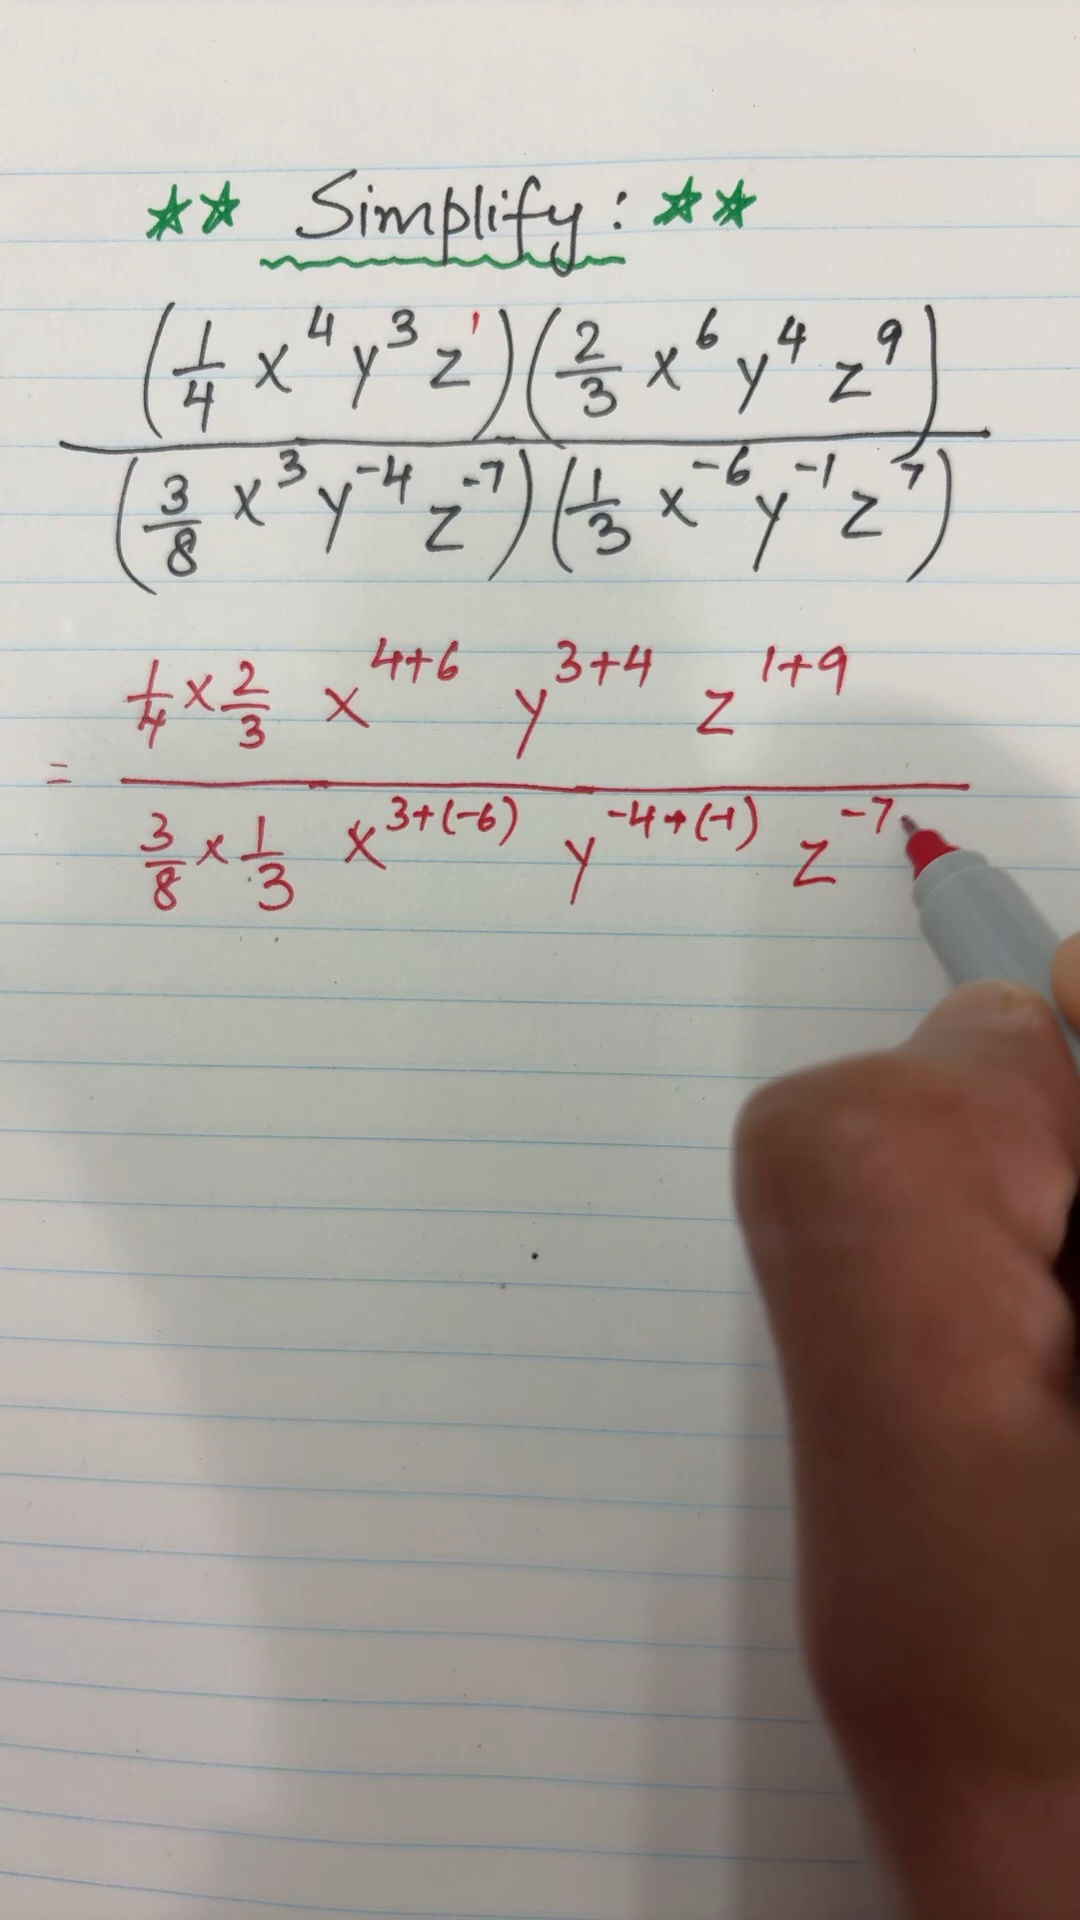 ** Simplify: **
(1/4 x^4 y^3 z^1)(2/3 x^6 y^4 z^9)
(3/8 x^3 y^-4 z^-7)(1/3 x^-6 y^-1 z^7)
1/4 × 2/3 x^4+6 y^3+4 z^1+9
=
3/8 × 1/3 x^3+(-6) y^-4+(-1) z^-7